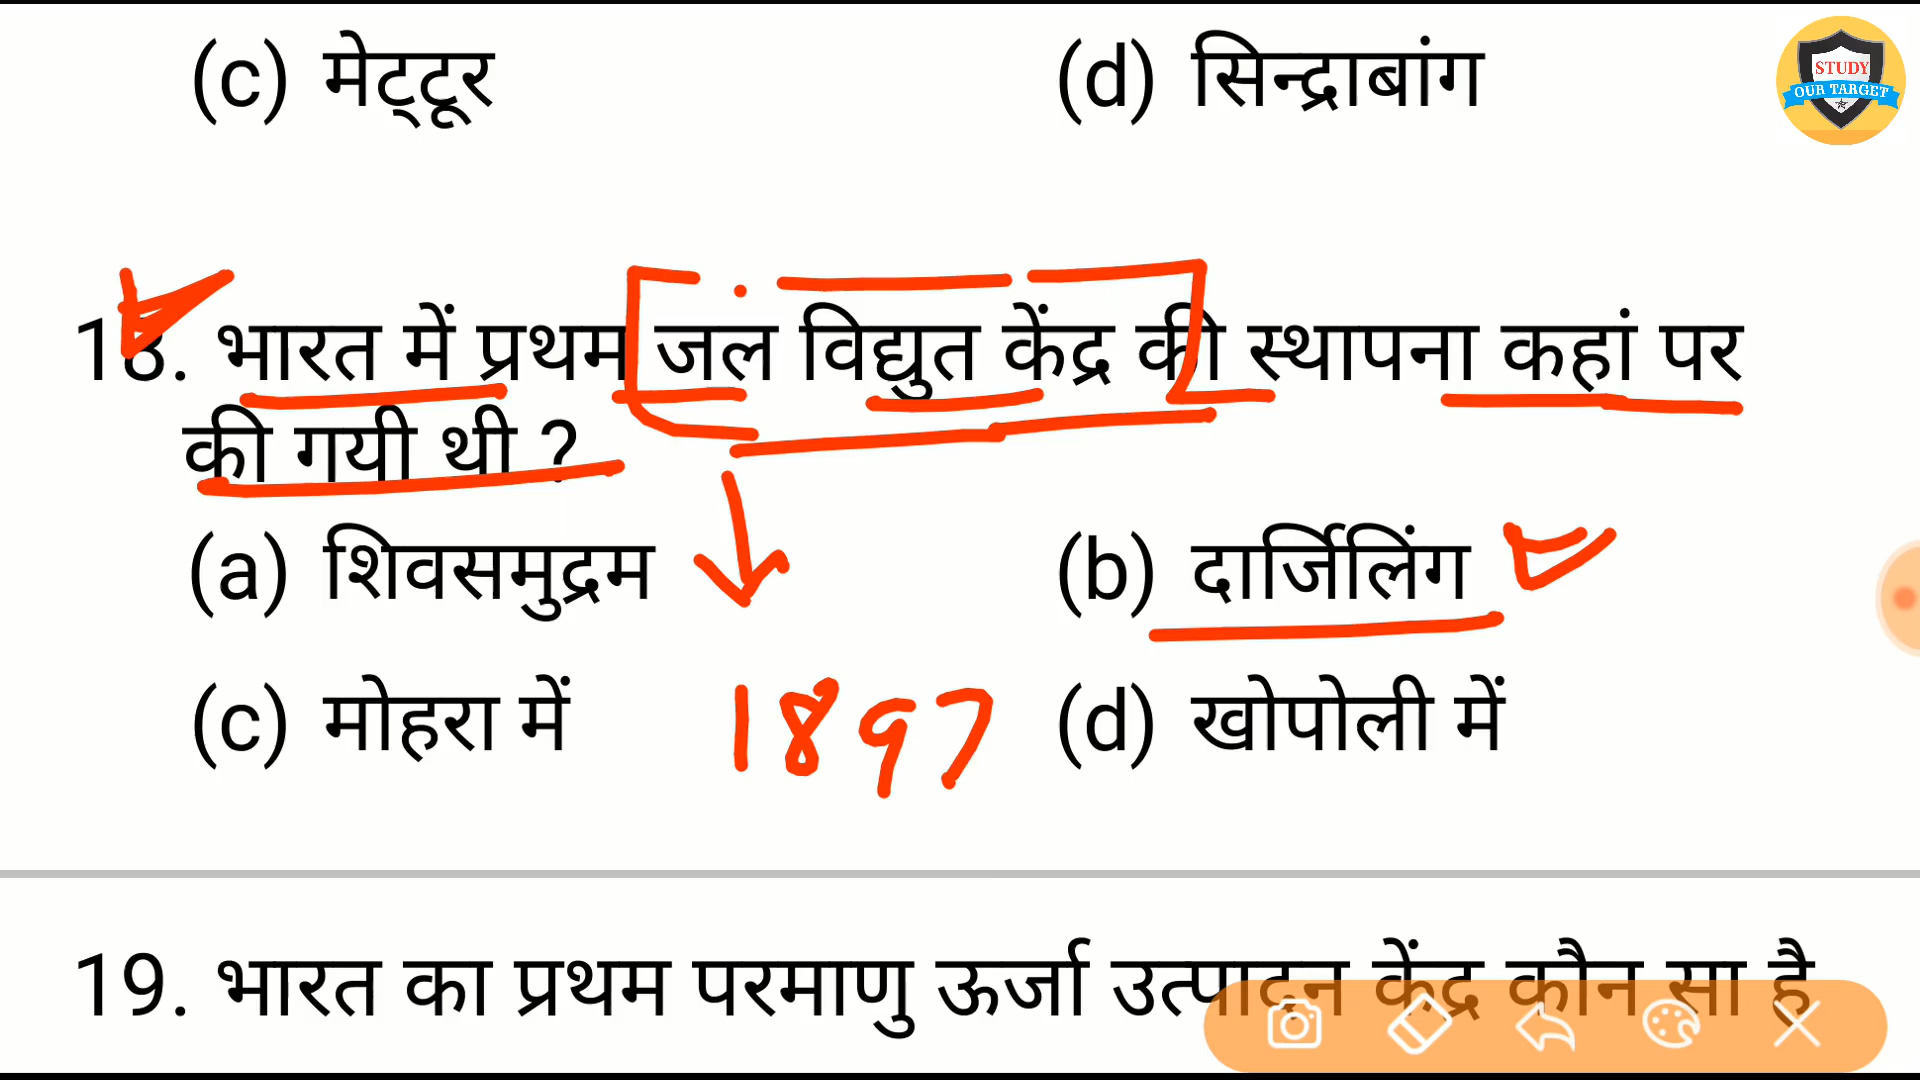 (c) मेट्टूर
(d) सिन्द्राबांग
STUDY
OUR TARGET
18. भारत में प्रथम जल विद्युत केंद्र की स्थापना कहां पर
की गयी थी ?
(a) शिवसमुद्रम
(b) दार्जिलिंग
(c) मोहरा में
1897
(d) खोपोली में
19. भारत का प्रथम परमाणु ऊर्जा उत्पादन केंद्र कौन सा है